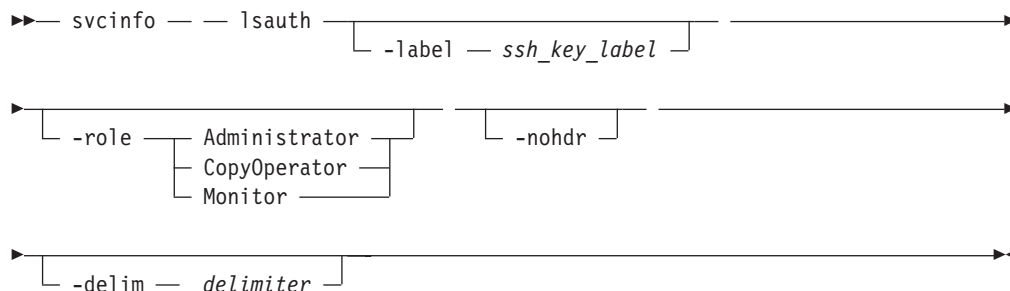 svcinfo lsauth
-label ssh_key_label
-role Administrator -nohdr
CopyOperator
Monitor
-delim delimiter